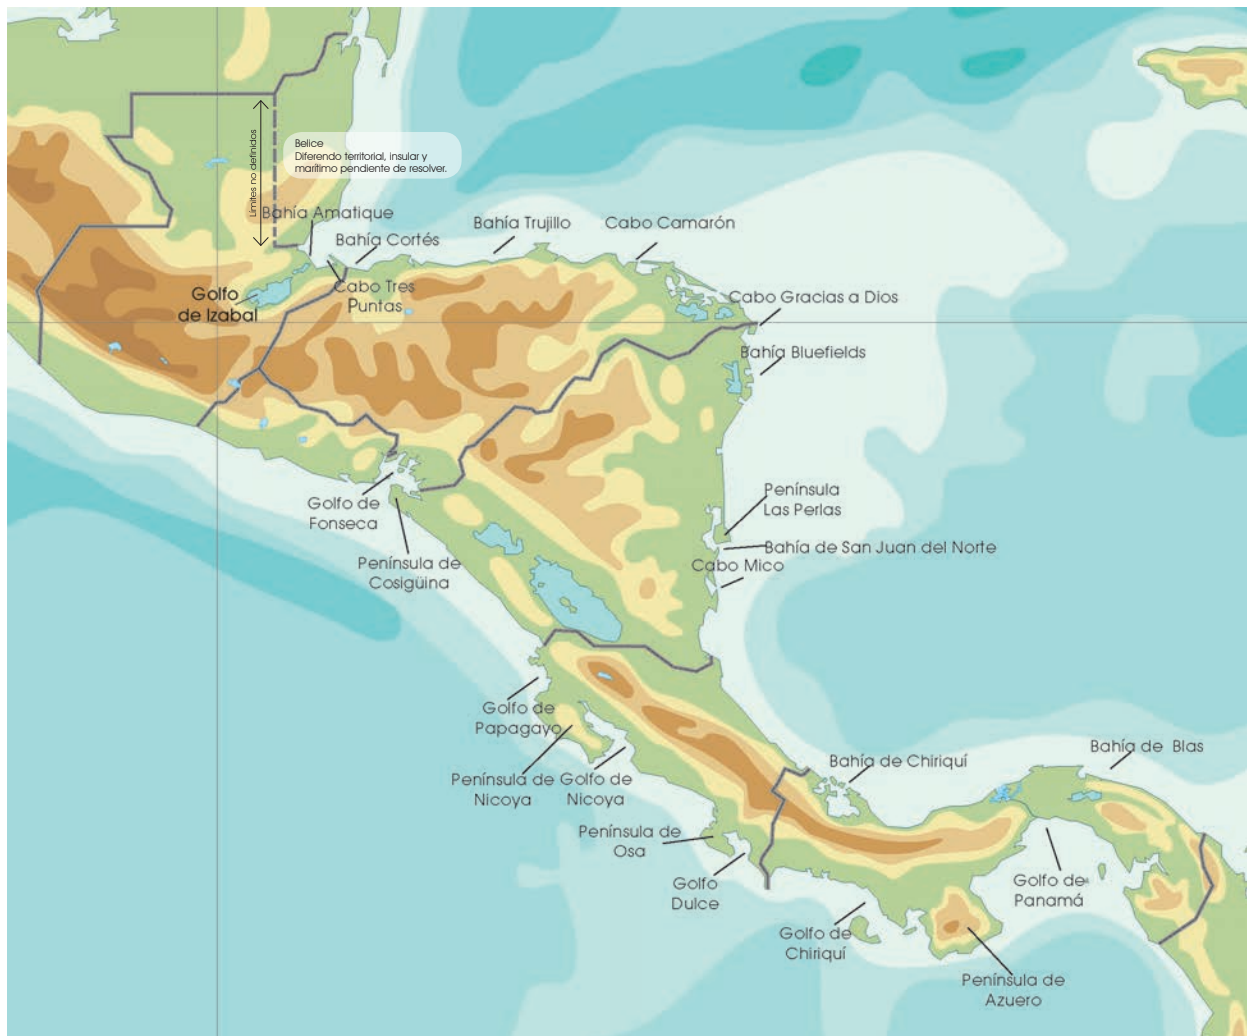 Límites no definidos
Belice
Diferendo territorial, insular y
marítimo pendiente de resolver.
Bahía Amatique
Bahía Cortés
Bahía Trujillo
Cabo Camarón
Cabo Tres
Puntas
Golfo
de Izabal
Cabo Gracias a Dios
Bahía Bluefields
Golfo de
Fonseca
Península
Las Perlas
Península de
Cosigüina
Bahía de San Juan del Norte
Cabo Mico
Golfo de
Papagayo
Península de
Nicoya
Golfo de
Nicoya
Bahía de Chiriquí
Bahía de Blas
Península de
Osa
Golfo
Dulce
Golfo de
Panamá
Golfo de
Chiriquí
Península de
Azuero